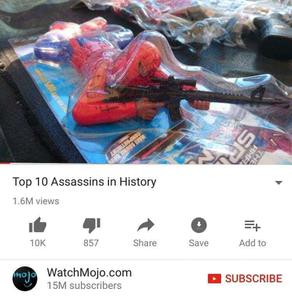 Top 10 Assassins in History
1.6M views
10K
857
Share
Save
Add to
mojo
WatchMojo.com
15M subscribers
SUBSCRIBE